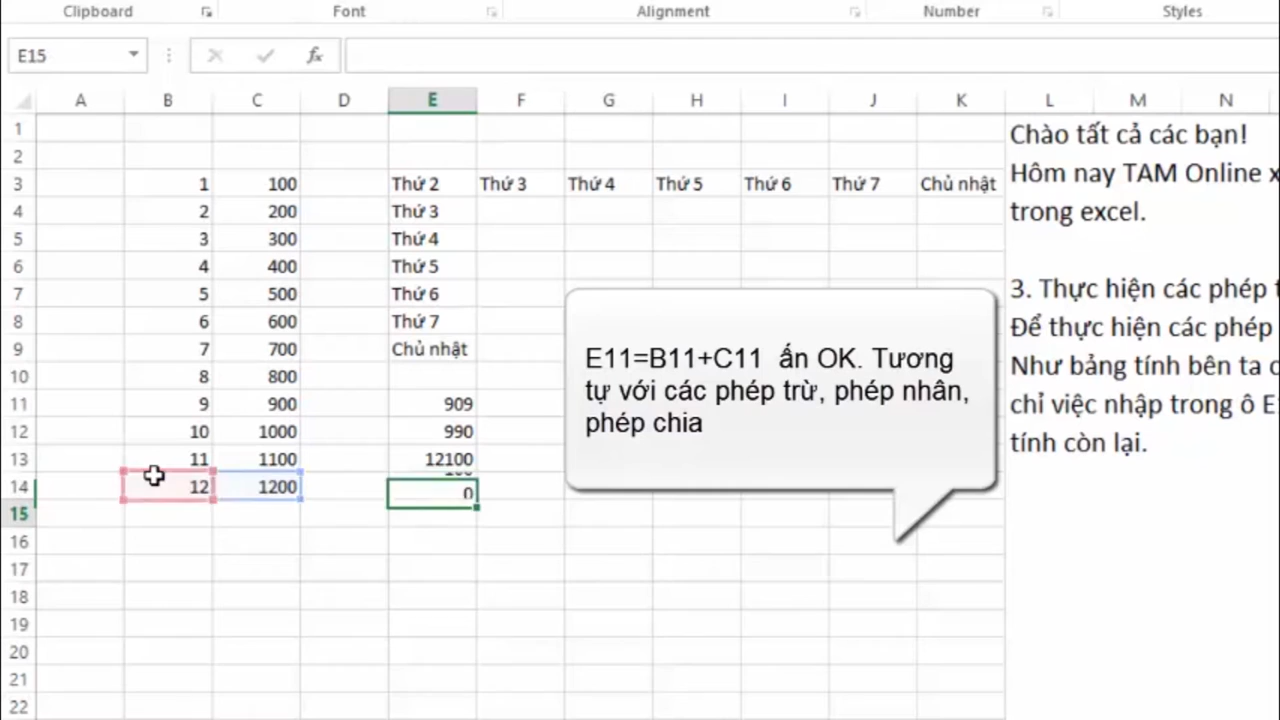 Clipboard Font Alignment Number Styles
E15 fx
A B C D E F G H I J K L M N
1 Chào tất cả các bạn!
2
3 1 100 Thứ 2 Thứ 3 Thứ 4 Thứ 5 Thứ 6 Thứ 7 Chủ nhật Hôm nay TAM Online x
4 2 200 Thứ 3 trong excel.
5 3 300 Thứ 4
6 4 400 Thứ 5
7 5 500 Thứ 6 3. Thực hiện các phép t
8 6 600 Thứ 7 Để thực hiện các phép
9 7 700 Chủ nhật Như bảng tính bên ta c
10 8 800
11 9 900 909 chỉ việc nhập trong ô E
12 10 1000 990 tính còn lại.
13 11 1100 12100
14 12 1200 0
15
16
17
18
19
20
21
22
E11=B11+C11 ấn OK. Tương
tự với các phép trừ, phép nhân,
phép chia